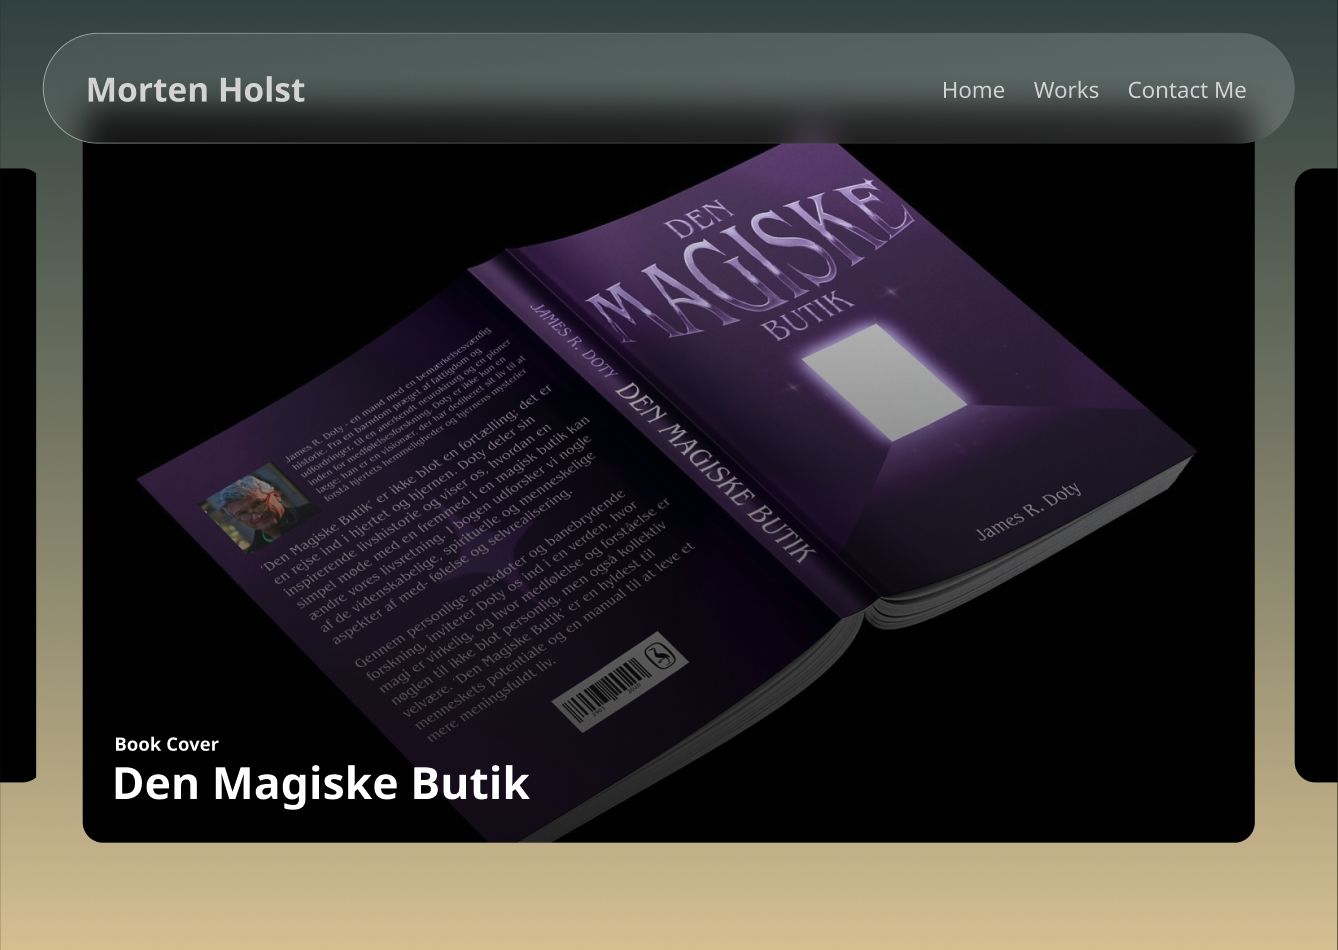 Morten Holst
Home
Works
Contact Me
DEN
MAGISKE
BUTIK
James R. Doty
JAMES R. DOTY DEN MAGISKE BUTIK
James R. Doty - en mand med en bemærkelsesværdig
historie. Fra en barndom præget af fattigdom og
udfordringer, til en anerkendt neurokirurg og en pioner
inden for medfølelsesforskning. Doty er ikke kun en
læge; han er en visionær, der har dedikeret sit liv til at
forstå hjertets hemmeligheder og hjernens mysterier
'Den Magiske Butik' er ikke blot en fortælling; det er
en rejse ind i hjertet og hjernen. Doty deler sin
inspirerende livshistorie og viser os, hvordan en
simpel møde med en fremmed i en magisk butik kan
ændre vores livsretning. I bogen udforsker vi nogle
af de videnskabelige, spirituelle og menneskelige
aspekter af med- følelse og selvrealisering.
Gennem personlige anekdoter og banebrydende
forskning, inviterer Doty os ind i en verden, hvor
magi er virkelig, og hvor medfølelse og forståelse er
nøglen til ikke blot personlig, men også kollektiv
velvære. 'Den Magiske Butik' er en hyldest til
menneskets potentiale og en manual til at leve et
mere meningsfuldt liv.
Book Cover
Den Magiske Butik